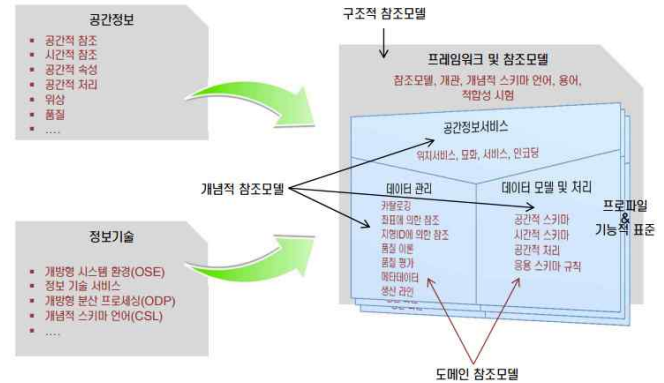 공간정보
▪ 공간적 참조
▪ 시간적 참조
▪ 공간적 속성
▪ 공간적 처리
▪ 위상
▪ 품질
▪ ....
구조적 참조모델
프레임워크 및 참조모델
참조모델, 개관, 개념적 스키마 언어, 용어,
적합성 시험
공간정보서비스
위치서비스, 묘화, 서비스, 인코딩
개념적 참조모델
데이터 관리
카탈로깅
좌표에 의한 참조
지형ID에 의한 참조
품질 이론
품질 평가
메타데이터
생산 라인
데이터 모델 및 처리
공간적 스키마
시간적 스키마
공간적 처리
응용 스키마 규칙
프로파일
&
기능적 표준
정보기술
▪ 개방형 시스템 환경(OSE)
▪ 정보 기술 서비스
▪ 개방형 분산 프로세싱(ODP)
▪ 개념적 스키마 언어(CSL)
▪ ....
도메인 참조모델